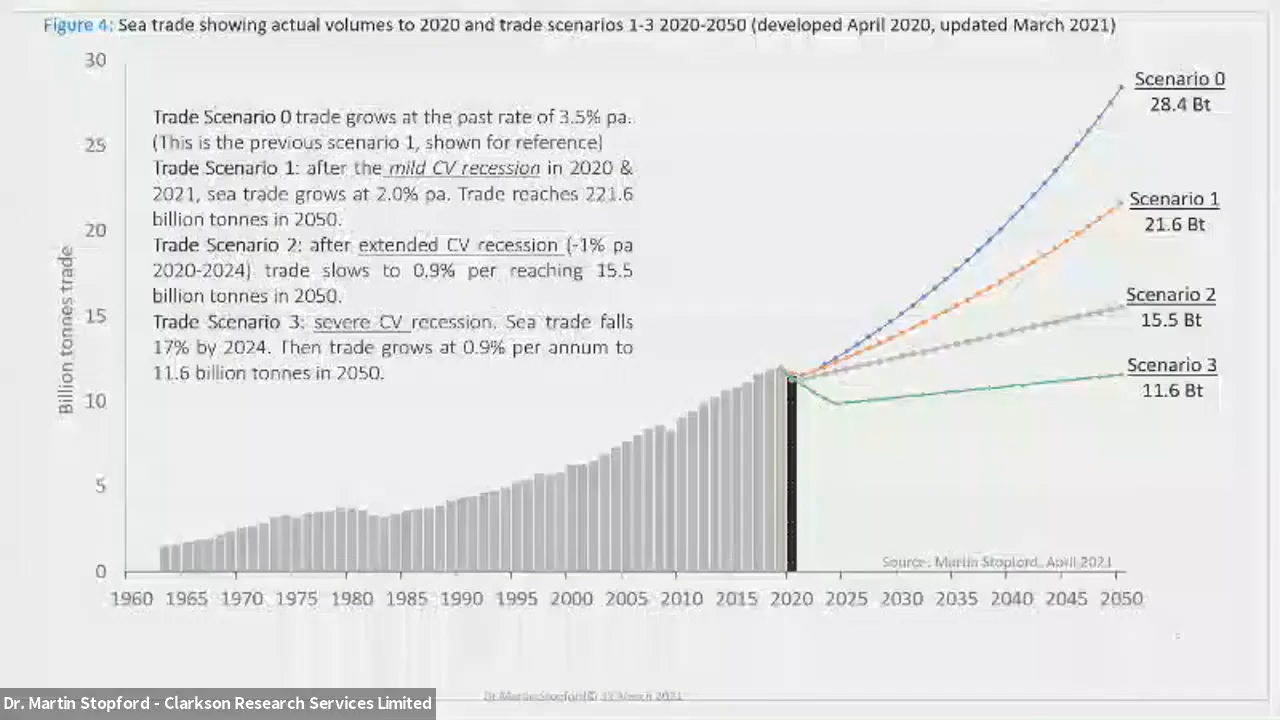 Figure 4: Sea trade showing actual volumes to 2020 and trade scenarios 1-3 2020-2050 (developed April 2020, updated March 2021)
30
25
20
15
10
5
0
Billion tonnes trade
Trade Scenario 0 trade grows at the past rate of 3.5% pa.
(This is the previous scenario 1, shown for reference)
Trade Scenario 1: after the mild CV recession in 2020 &
2021, sea trade grows at 2.0% pa. Trade reaches 221.6
billion tonnes in 2050.
Trade Scenario 2: after extended CV recession (-1% pa
2020-2024) trade slows to 0.9% per reaching 15.5
billion tonnes in 2050.
Trade Scenario 3: severe CV recession. Sea trade falls
17% by 2024. Then trade grows at 0.9% per annum to
11.6 billion tonnes in 2050.
Scenario 0
28.4 Bt
Scenario 1
21.6 Bt
Scenario 2
15.5 Bt
Scenario 3
11.6 Bt
Source: Martin Stopford, April 2021
1960 1965 1970 1975 1980 1985 1990 1995 2000 2005 2010 2015 2020 2025 2030 2035 2040 2045 2050
Dr Martin Stopford© March 2021
Dr. Martin Stopford - Clarkson Research Services Limited